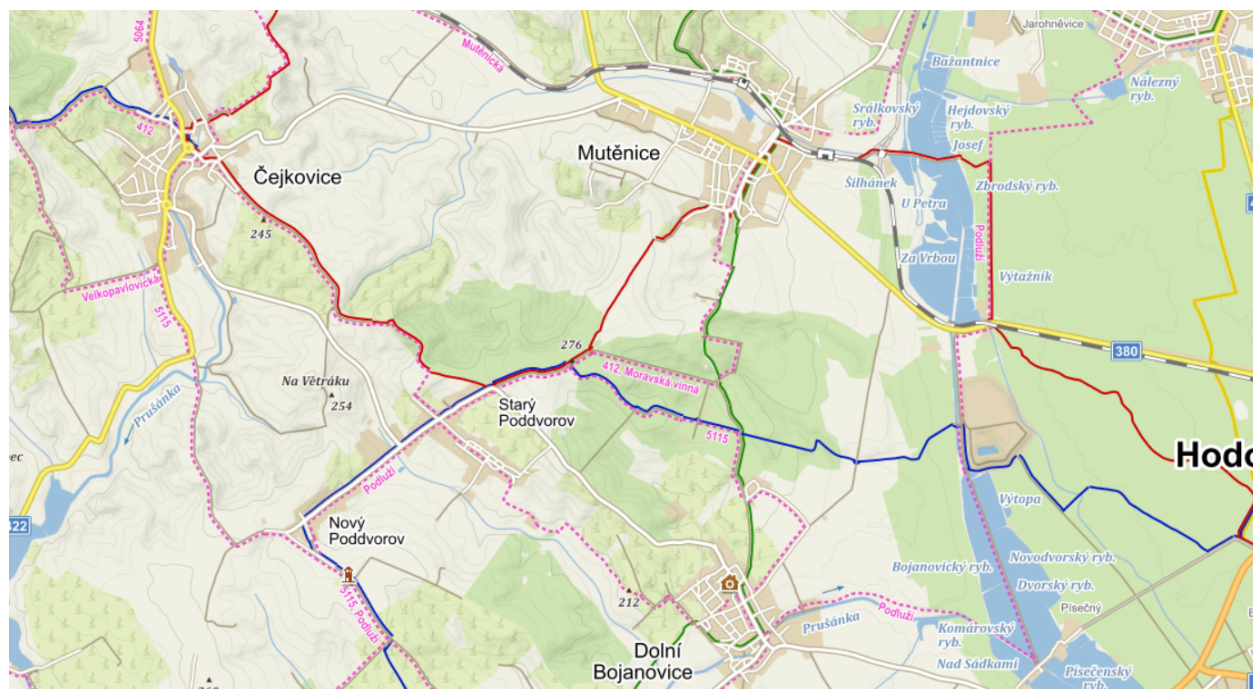 5064
Mutěnická
Jarohněvice
Bažantnice
Nálezný
ryb.
Srálkovský
ryb.
Hejdovský
ryb.
Josef
412
Mutěnice
Čejkovice
Šilhánek
Zbrodský ryb.
U Petra
245
Podluží
Za Vrbou
Výtažník
Velkopavlovická
5115
276
380
412, Moravská vinná
Na Větráku
254
Prušánka
Starý
Poddvorov
5115
Hodo
Podluží
422
Výtopa
Nový
Poddvorov
Bojanovický ryb.
Novodvorský ryb.
Dvorský ryb.
5115, Podluží
212
Písečný
Podluží
Prušánka
Komárovský
ryb.
Dolní
Bojanovice
Nad Sádkami
Písečenský
ryb.